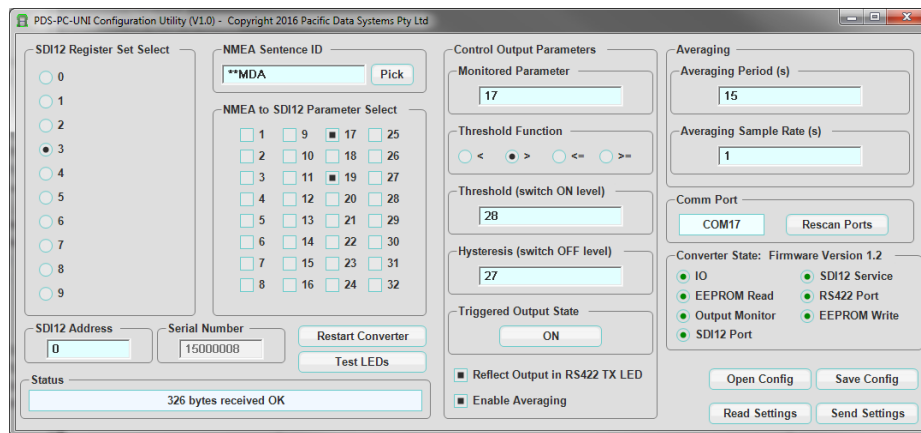 PDS-PC-UNI Configuration Utility (V1.0) - Copyright 2016 Pacific Data Systems Pty Ltd
SDI12 Register Set Select
0
1
2
3
4
5
6
7
8
9
NMEA Sentence ID
**MDA
Pick
NMEA to SDI12 Parameter Select
1 9 17 25
2 10 18 26
3 11 19 27
4 12 20 28
5 13 21 29
6 14 22 30
7 15 23 31
8 16 24 32
SDI12 Address
0
Serial Number
15000008
Restart Converter
Test LEDs
Status
326 bytes received OK
Control Output Parameters
Monitored Parameter
17
Threshold Function
< > <= >=
Threshold (switch ON level)
28
Hysteresis (switch OFF level)
27
Triggered Output State
ON
Reflect Output in RS422 TX LED
Enable Averaging
Averaging
Averaging Period (s)
15
Averaging Sample Rate (s)
1
Comm Port
COM17
Rescan Ports
Converter State: Firmware Version 1.2
IO SDI12 Service
EEPROM Read RS422 Port
Output Monitor EEPROM Write
SDI12 Port
Open Config Save Config
Read Settings Send Settings